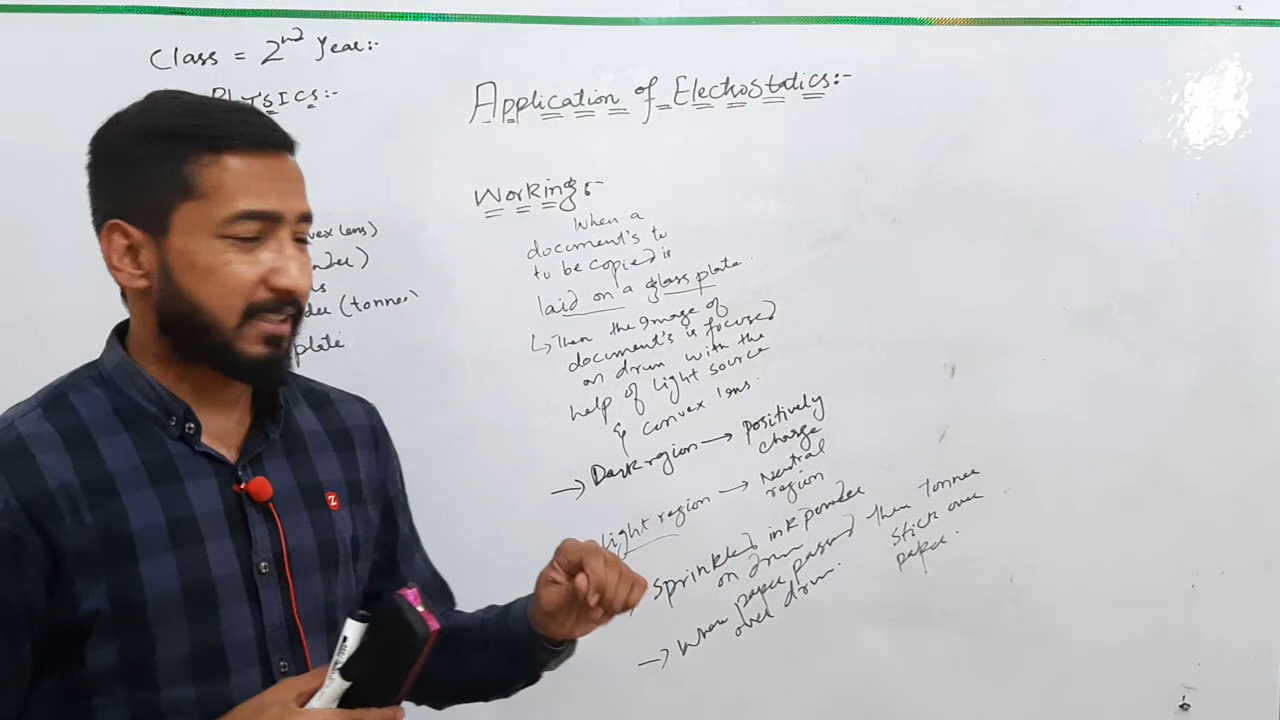 Class = 2nd Year:-
PHYSICS:-
Application of Electrostatics:-
vex lens)
(tonner
plate
Working:-
When a
document's to
to be copied is
laid on a glass plate.
↳ Then the Image of
document's is focused
on drum with the
help of light source
& convex lens.
→ Dark region → positively
charge
light region → Neutral
region
Sprinkled ink powder
on drum
→ When paper passed
over drum.
Then Tonner
stick over
paper.
Z